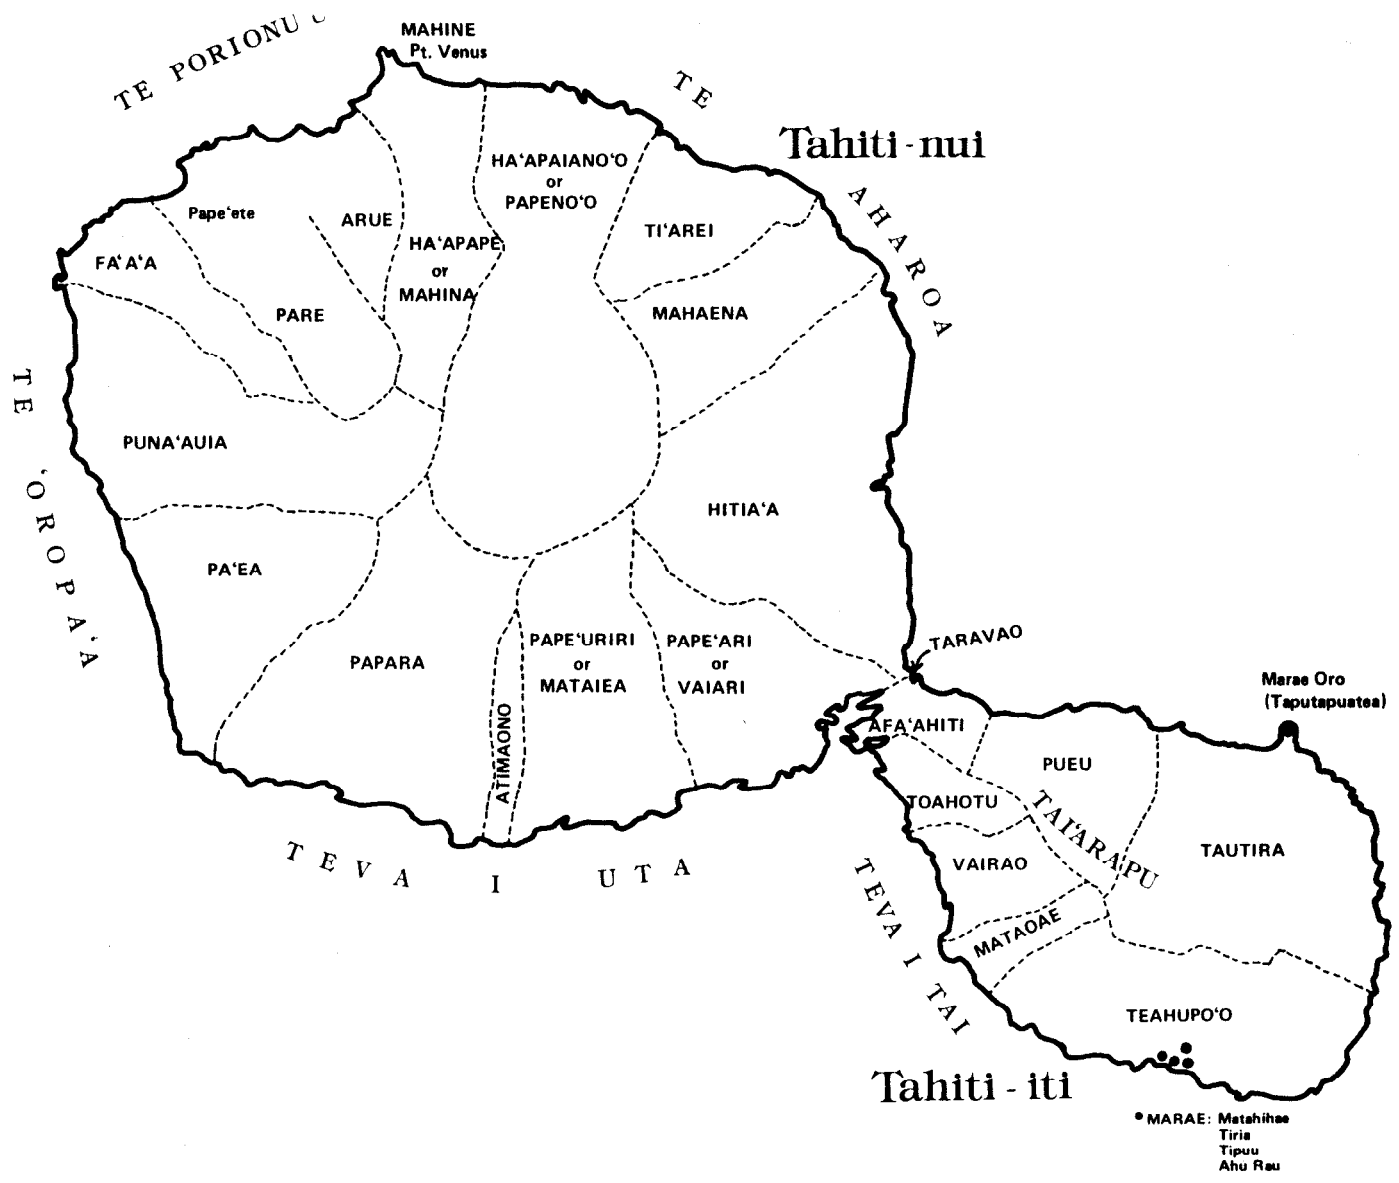 MAHINE
Pt. Venus
TE PORIONU'U
TE
Tahiti-nui
AHAROA
HA‘APAIANO‘O
or
PAPENO‘O
Pape‘ete
ARUE
TI‘AREI
HA‘APAPE
or
MAHINA
FA‘A‘A
PARE
MAHAENA
TE
‘OROPA‘A
PUNA‘AUIA
HITIA‘A
PA‘EA
PAPARA
PAPE‘URIRI
or
MATAIEA
PAPE‘ARI
or
VAIARI
ATIMAONO
TARAVAO
Marae Oro
(Taputapuatea)
AFA‘AHITI
PUEU
TOAHOTU
TAI‘ARAPU
TAUTIRA
VAIRAO
MATAOAE
TEVA I UTA
TEVA I TAI
TEAHUPO‘O
Tahiti-iti
• MARAE: Matahihae
Tiria
Tipuu
Ahu Rau